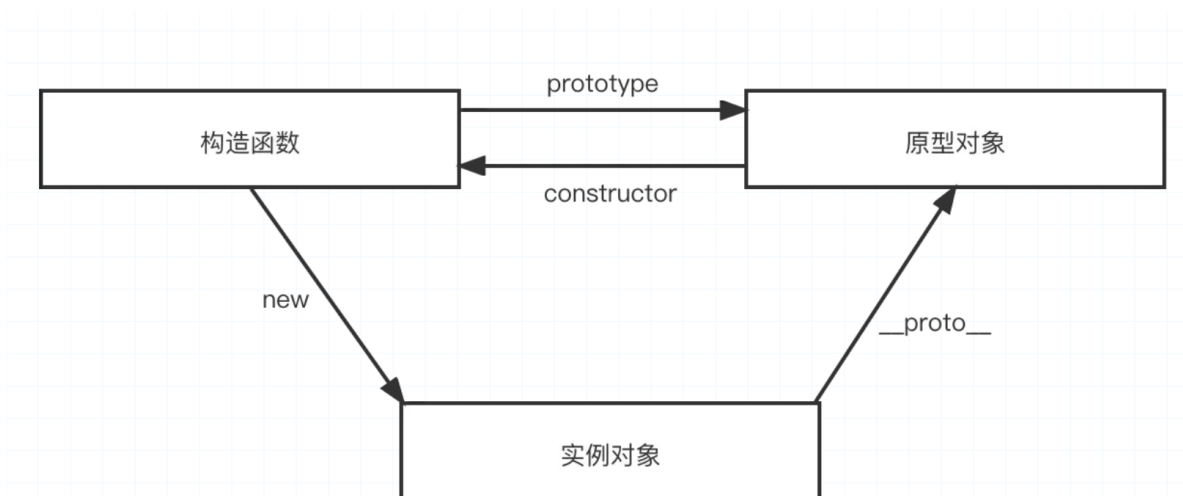 prototype
构造函数
原型对象
constructor
new
__proto__
实例对象